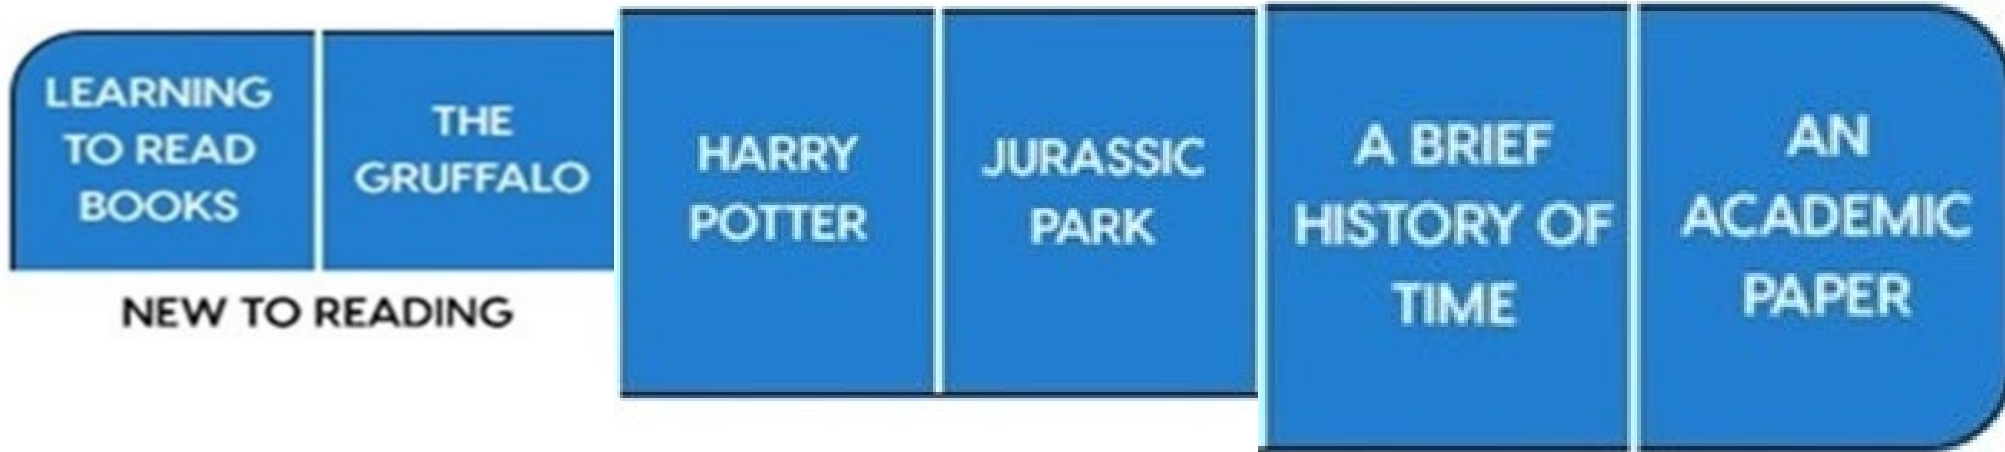 LEARNING
TO READ
BOOKS
THE
GRUFFALO
NEW TO READING
HARRY
POTTER
JURASSIC
PARK
A BRIEF
HISTORY OF
TIME
AN
ACADEMIC
PAPER